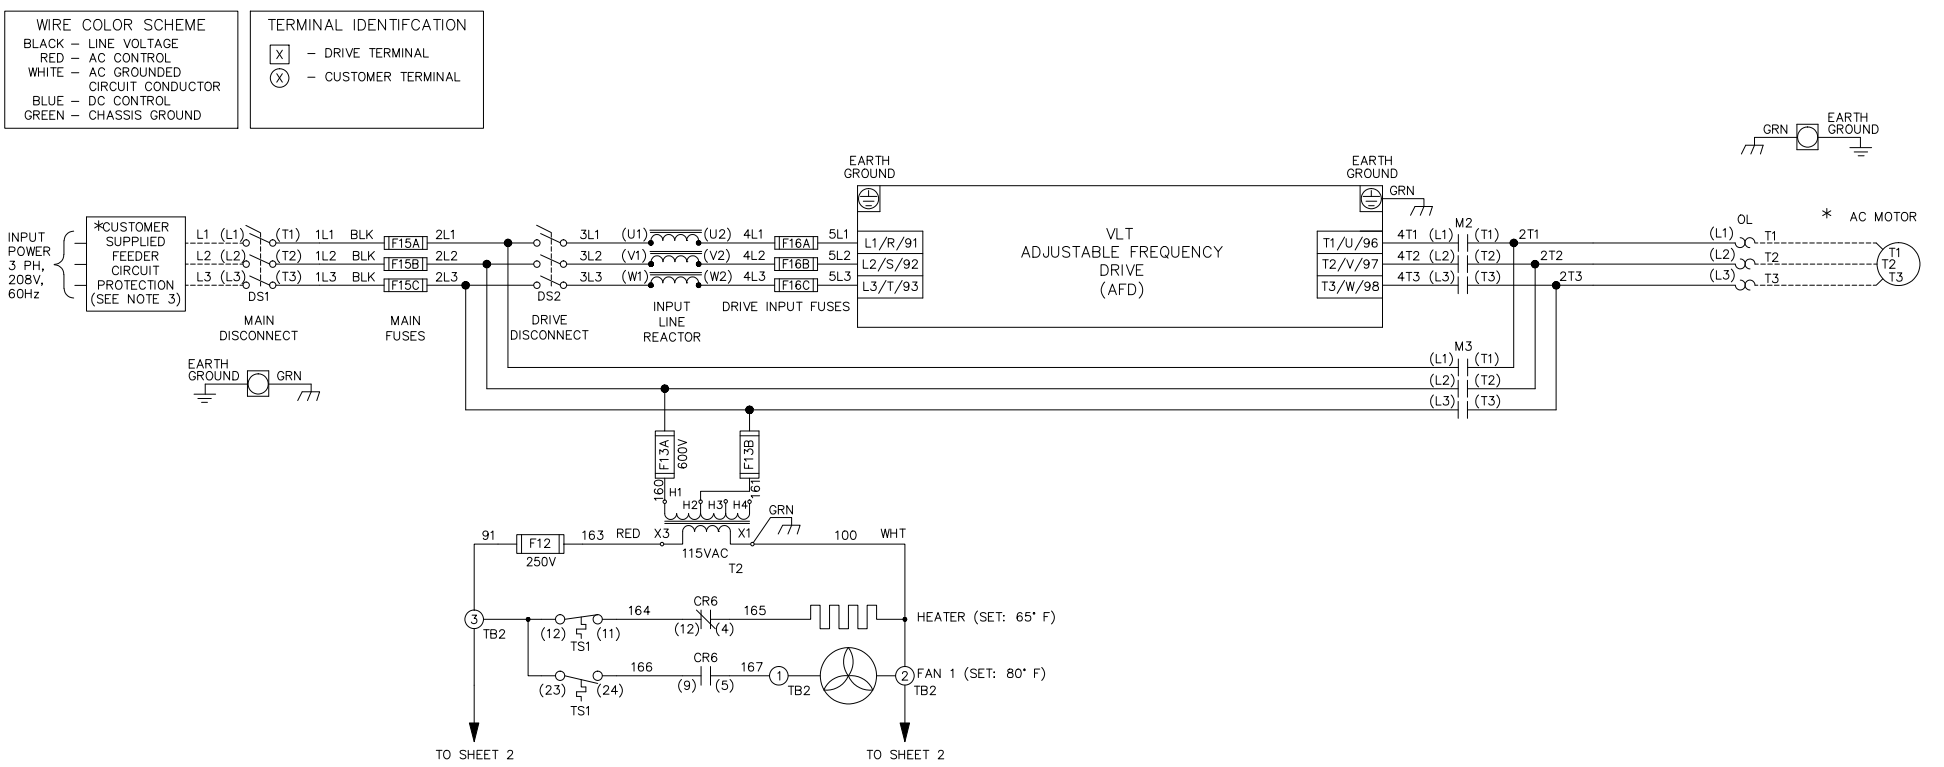 WIRE COLOR SCHEME
BLACK – LINE VOLTAGE
RED – AC CONTROL
WHITE – AC GROUNDED
CIRCUIT CONDUCTOR
BLUE – DC CONTROL
GREEN – CHASSIS GROUND
TERMINAL IDENTIFCATION
X – DRIVE TERMINAL
X – CUSTOMER TERMINAL
GRN
EARTH
GROUND
EARTH
GROUND
EARTH
GROUND
GRN
INPUT
POWER
3 PH,
208V,
60Hz
*CUSTOMER
SUPPLIED
FEEDER
CIRCUIT
PROTECTION
(SEE NOTE 3)
L1 (L1) (T1) 1L1 BLK F15A 2L1 3L1 (U1) (U2) 4L1 F16A 5L1 L1/R/91
L2 (L2) (T2) 1L2 BLK F15B 2L2 3L2 (V1) (V2) 4L2 F16B 5L2 L2/S/92
L3 (L3) (T3) 1L3 BLK F15C 2L3 3L3 (W1) (W2) 4L3 F16C 5L3 L3/T/93
DS1
MAIN
DISCONNECT
MAIN
FUSES
DS2
DRIVE
DISCONNECT
INPUT
LINE
REACTOR
DRIVE INPUT FUSES
VLT
ADJUSTABLE FREQUENCY
DRIVE
(AFD)
M2
T1/U/96 4T1 (L1) (T1) 2T1
T2/V/97 4T2 (L2) (T2) 2T2
T3/W/98 4T3 (L3) (T3) 2T3
OL
* AC MOTOR
(L1) T1
(L2) T2
(L3) T3
T1
T2
T3
M3
(L1) (T1)
(L2) (T2)
(L3) (T3)
EARTH
GROUND
GRN
F13A
600V
F13B
160
161
H1
H2 H3 H4
GRN
91 F12 163 RED X3 X1 100 WHT
250V
115VAC
T2
3
TB2
(12) (11) 164 CR6 (12) (4) 165 HEATER (SET: 65° F)
TS1
(23) (24) 166 CR6 (9) (5) 167 1 2 FAN 1 (SET: 80° F)
TS1
TB2
TB2
TO SHEET 2
TO SHEET 2